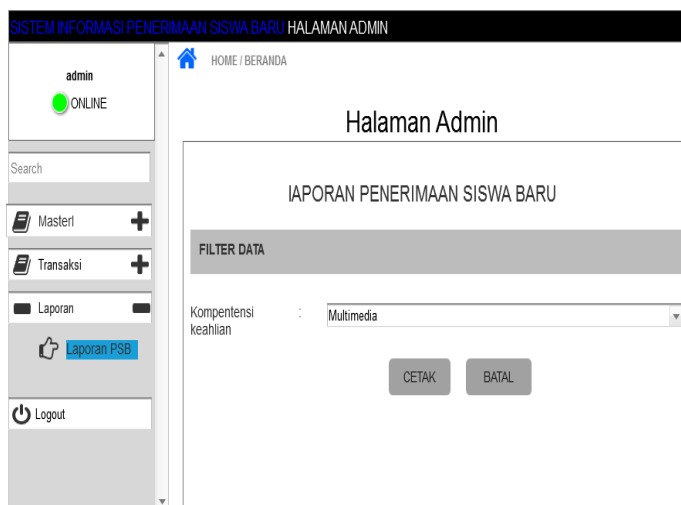 SISTEM INFORMASI PENERIMAAN SISWA BARU HALAMAN ADMIN
admin
ONLINE
Search
Masterl
Transaksi
Laporan
Laporan PSB
Logout
HOME / BERANDA
Halaman Admin
lAPORAN PENERIMAAN SISWA BARU
FILTER DATA
Kompentensi : Multimedia
keahlian
CETAK BATAL